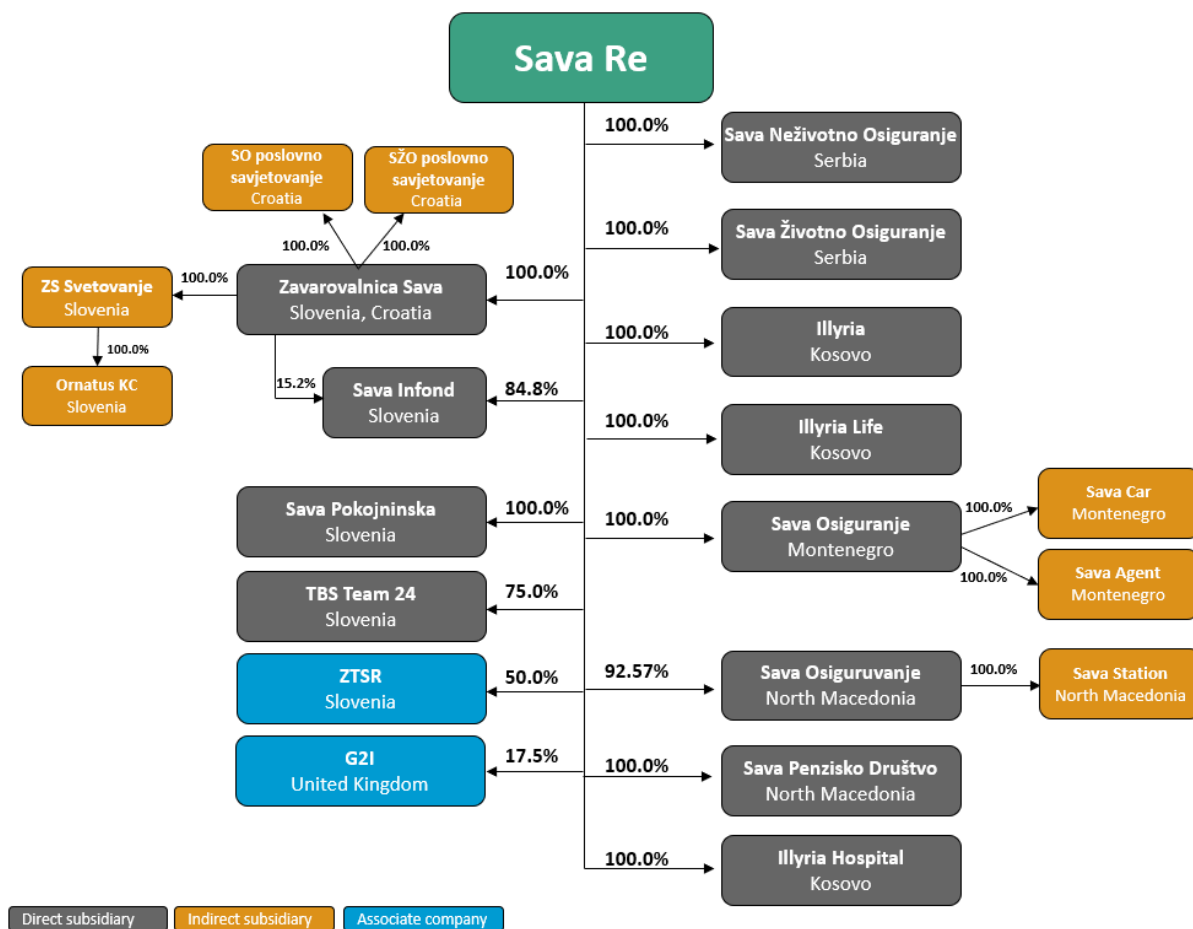 Sava Re
100.0%
Sava Neživotno Osiguranje
Serbia
SO poslovno
savjetovanje
Croatia
SŽO poslovno
savjetovanje
Croatia
100.0%
100.0%
100.0%
Sava Životno Osiguranje
Serbia
ZS Svetovanje
Slovenia
100.0%
Zavarovalnica Sava
Slovenia, Croatia
100.0%
100.0%
Illyria
Kosovo
100.0%
Ornatus KC
Slovenia
15.2%
Sava Infond
Slovenia
84.8%
100.0%
Illyria Life
Kosovo
Sava Pokojninska
Slovenia
100.0%
100.0%
Sava Osiguranje
Montenegro
100.0%
Sava Car
Montenegro
100.0%
Sava Agent
Montenegro
TBS Team 24
Slovenia
75.0%
ZTSR
Slovenia
50.0%
92.57%
Sava Osiguruvanje
North Macedonia
100.0%
Sava Station
North Macedonia
G2I
United Kingdom
17.5%
100.0%
Sava Penzisko Društvo
North Macedonia
100.0%
Illyria Hospital
Kosovo
Direct subsidiary
Indirect subsidiary
Associate company